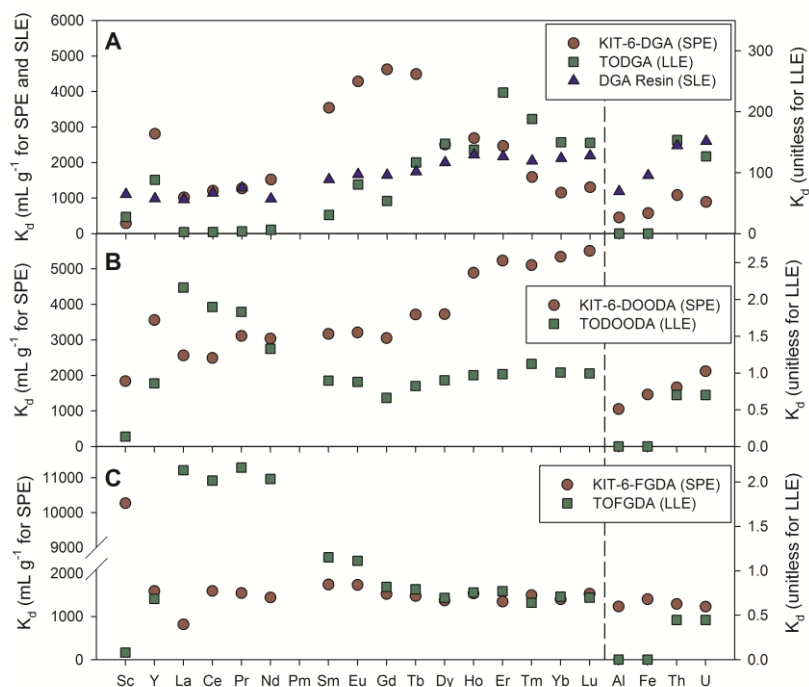 A
KIT-6-DGA (SPE)
TODGA (LLE)
DGA Resin (SLE)
6000
5000
4000
3000
2000
1000
0
300
200
100
0
K_d (mL g⁻¹ for SPE and SLE)
K_d (unitless for LLE)
B
KIT-6-DOODA (SPE)
TODOODA (LLE)
5000
4000
3000
2000
1000
0
2.5
2.0
1.5
1.0
0.5
0.0
K_d (mL g⁻¹ for SPE)
K_d (unitless for LLE)
C
KIT-6-FGDA (SPE)
TOFGDA (LLE)
11000
10000
9000
2000
1000
0
2.0
1.5
1.0
0.5
0.0
K_d (mL g⁻¹ for SPE)
K_d (unitless for LLE)
Sc Y La Ce Pr Nd Pm Sm Eu Gd Tb Dy Ho Er Tm Yb Lu Al Fe Th U